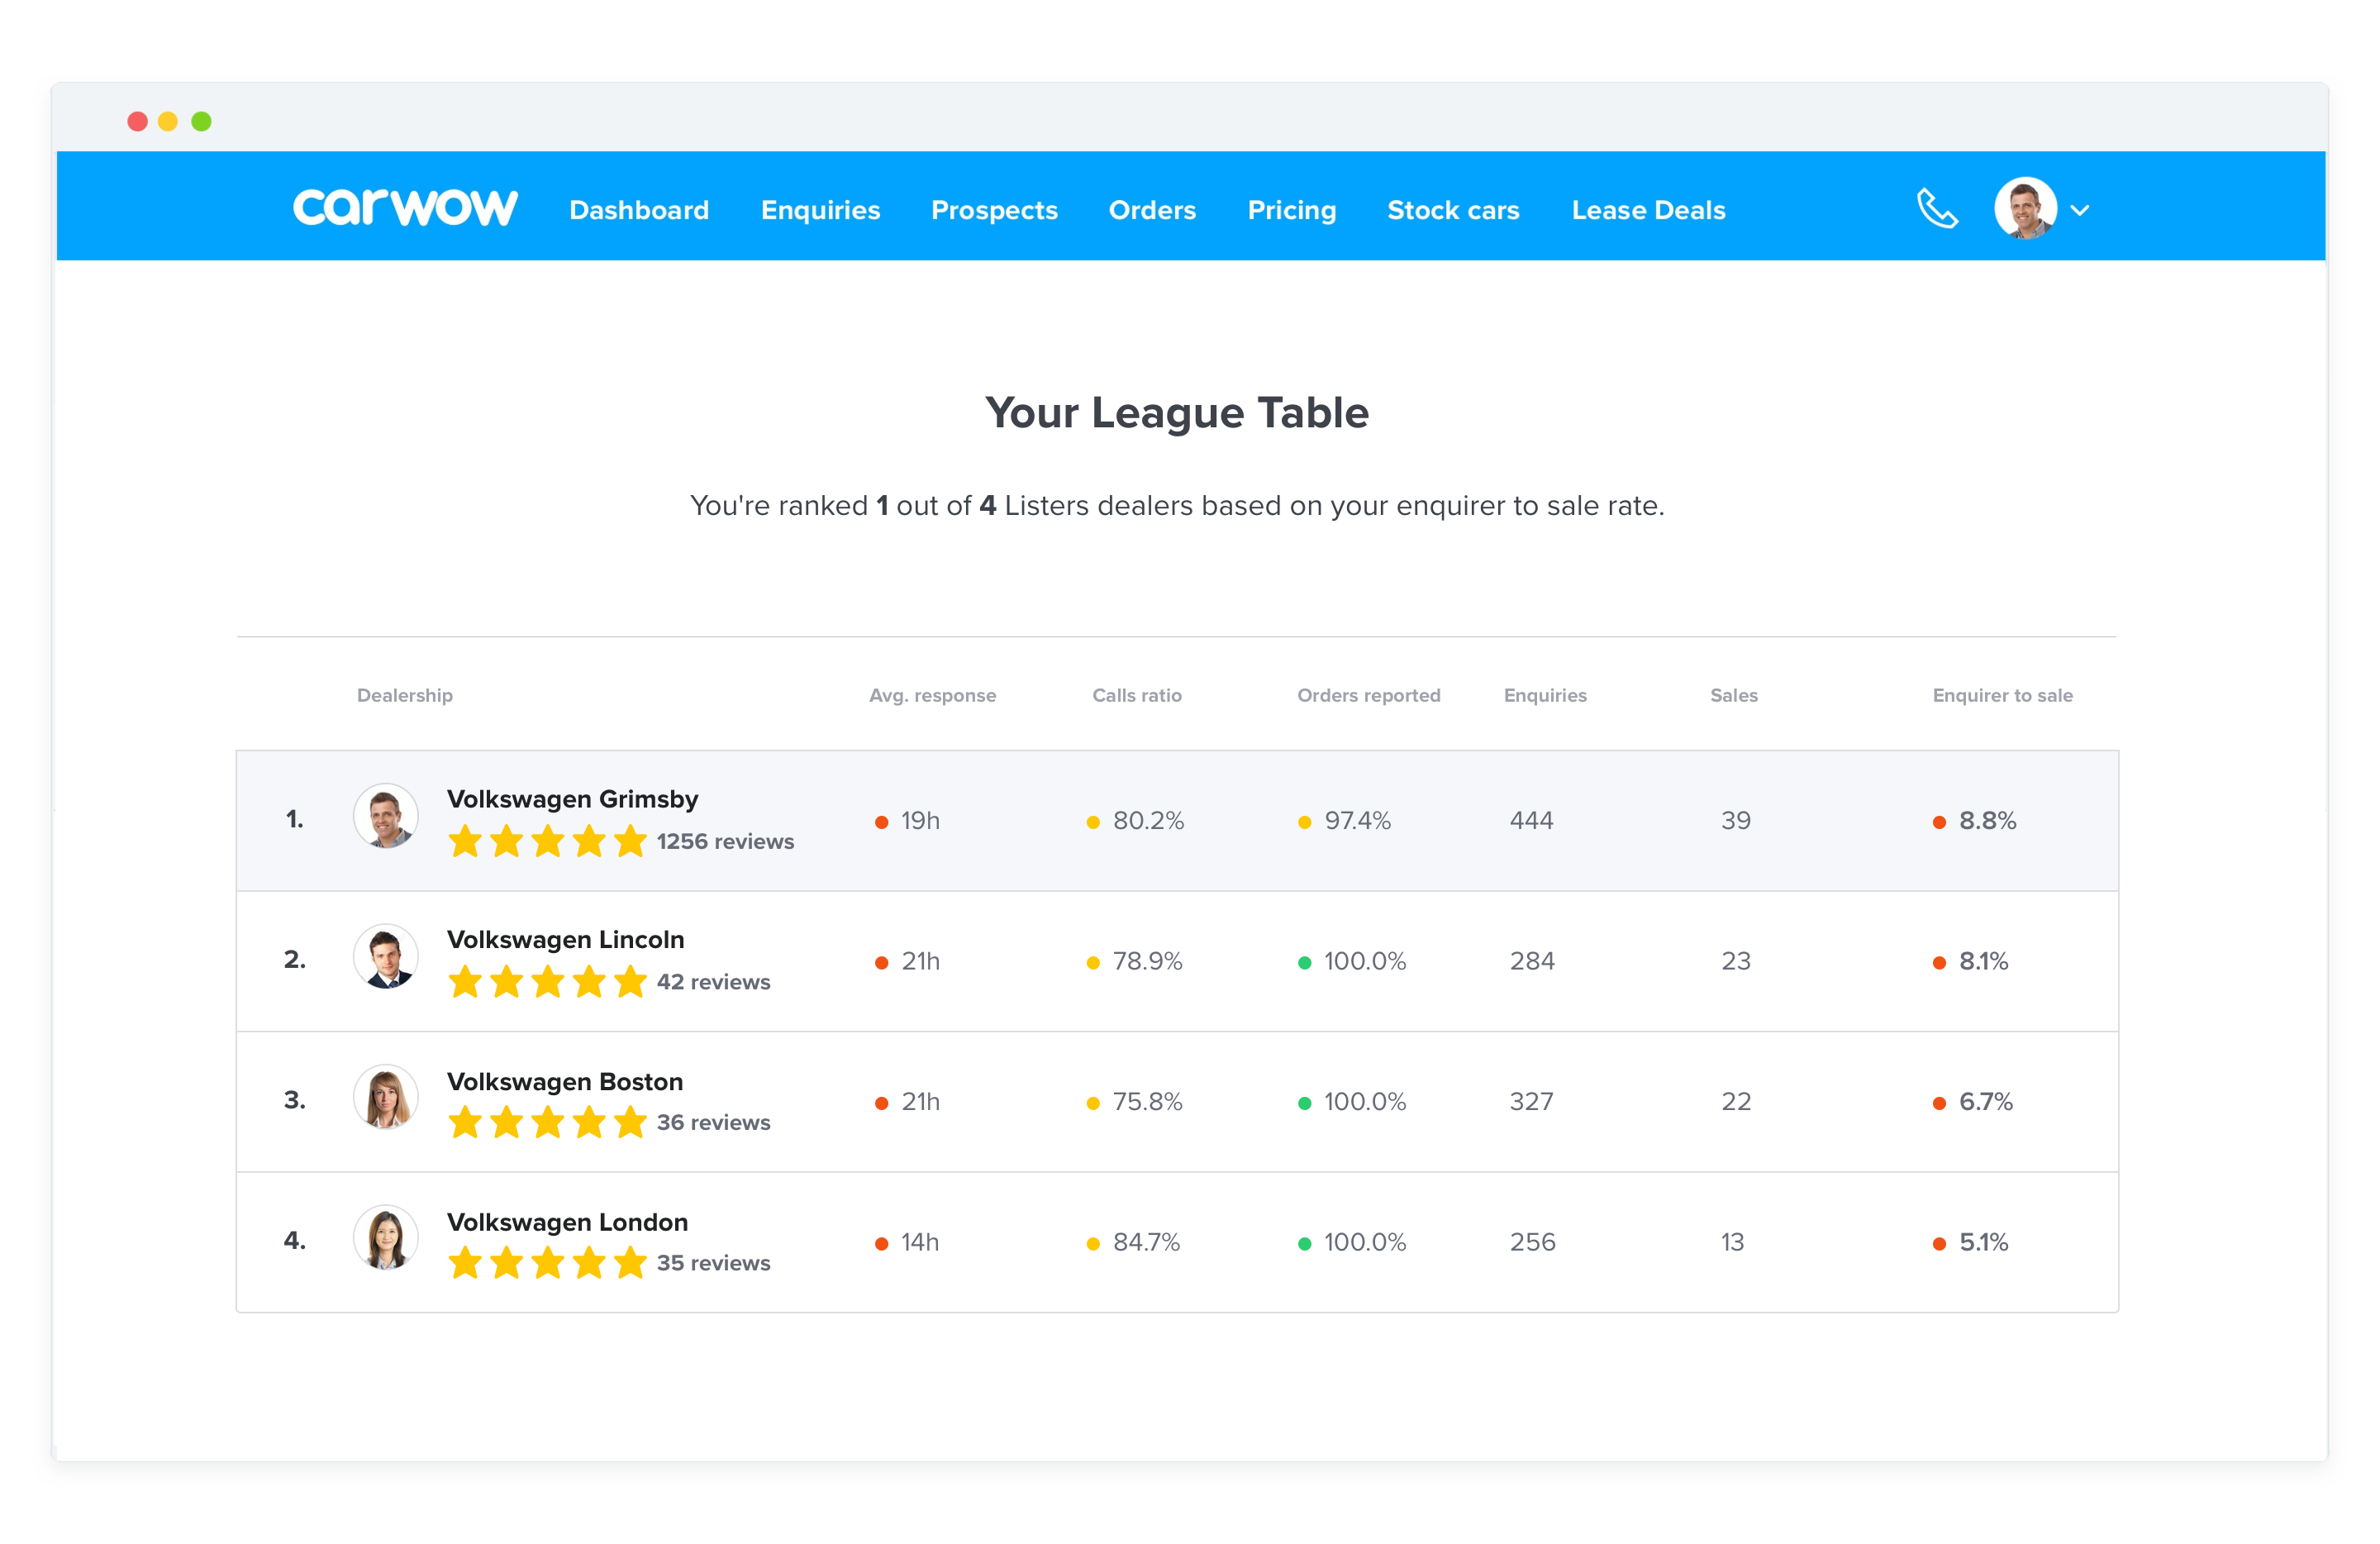 carwow Dashboard Enquiries Prospects Orders Pricing Stock cars Lease Deals
Your League Table
You're ranked 1 out of 4 Listers dealers based on your enquirer to sale rate.
Dealership Avg. response Calls ratio Orders reported Enquiries Sales Enquirer to sale
1. Volkswagen Grimsby 19h 80.2% 97.4% 444 39 8.8%
1256 reviews
2. Volkswagen Lincoln 21h 78.9% 100.0% 284 23 8.1%
42 reviews
3. Volkswagen Boston 21h 75.8% 100.0% 327 22 6.7%
36 reviews
4. Volkswagen London 14h 84.7% 100.0% 256 13 5.1%
35 reviews